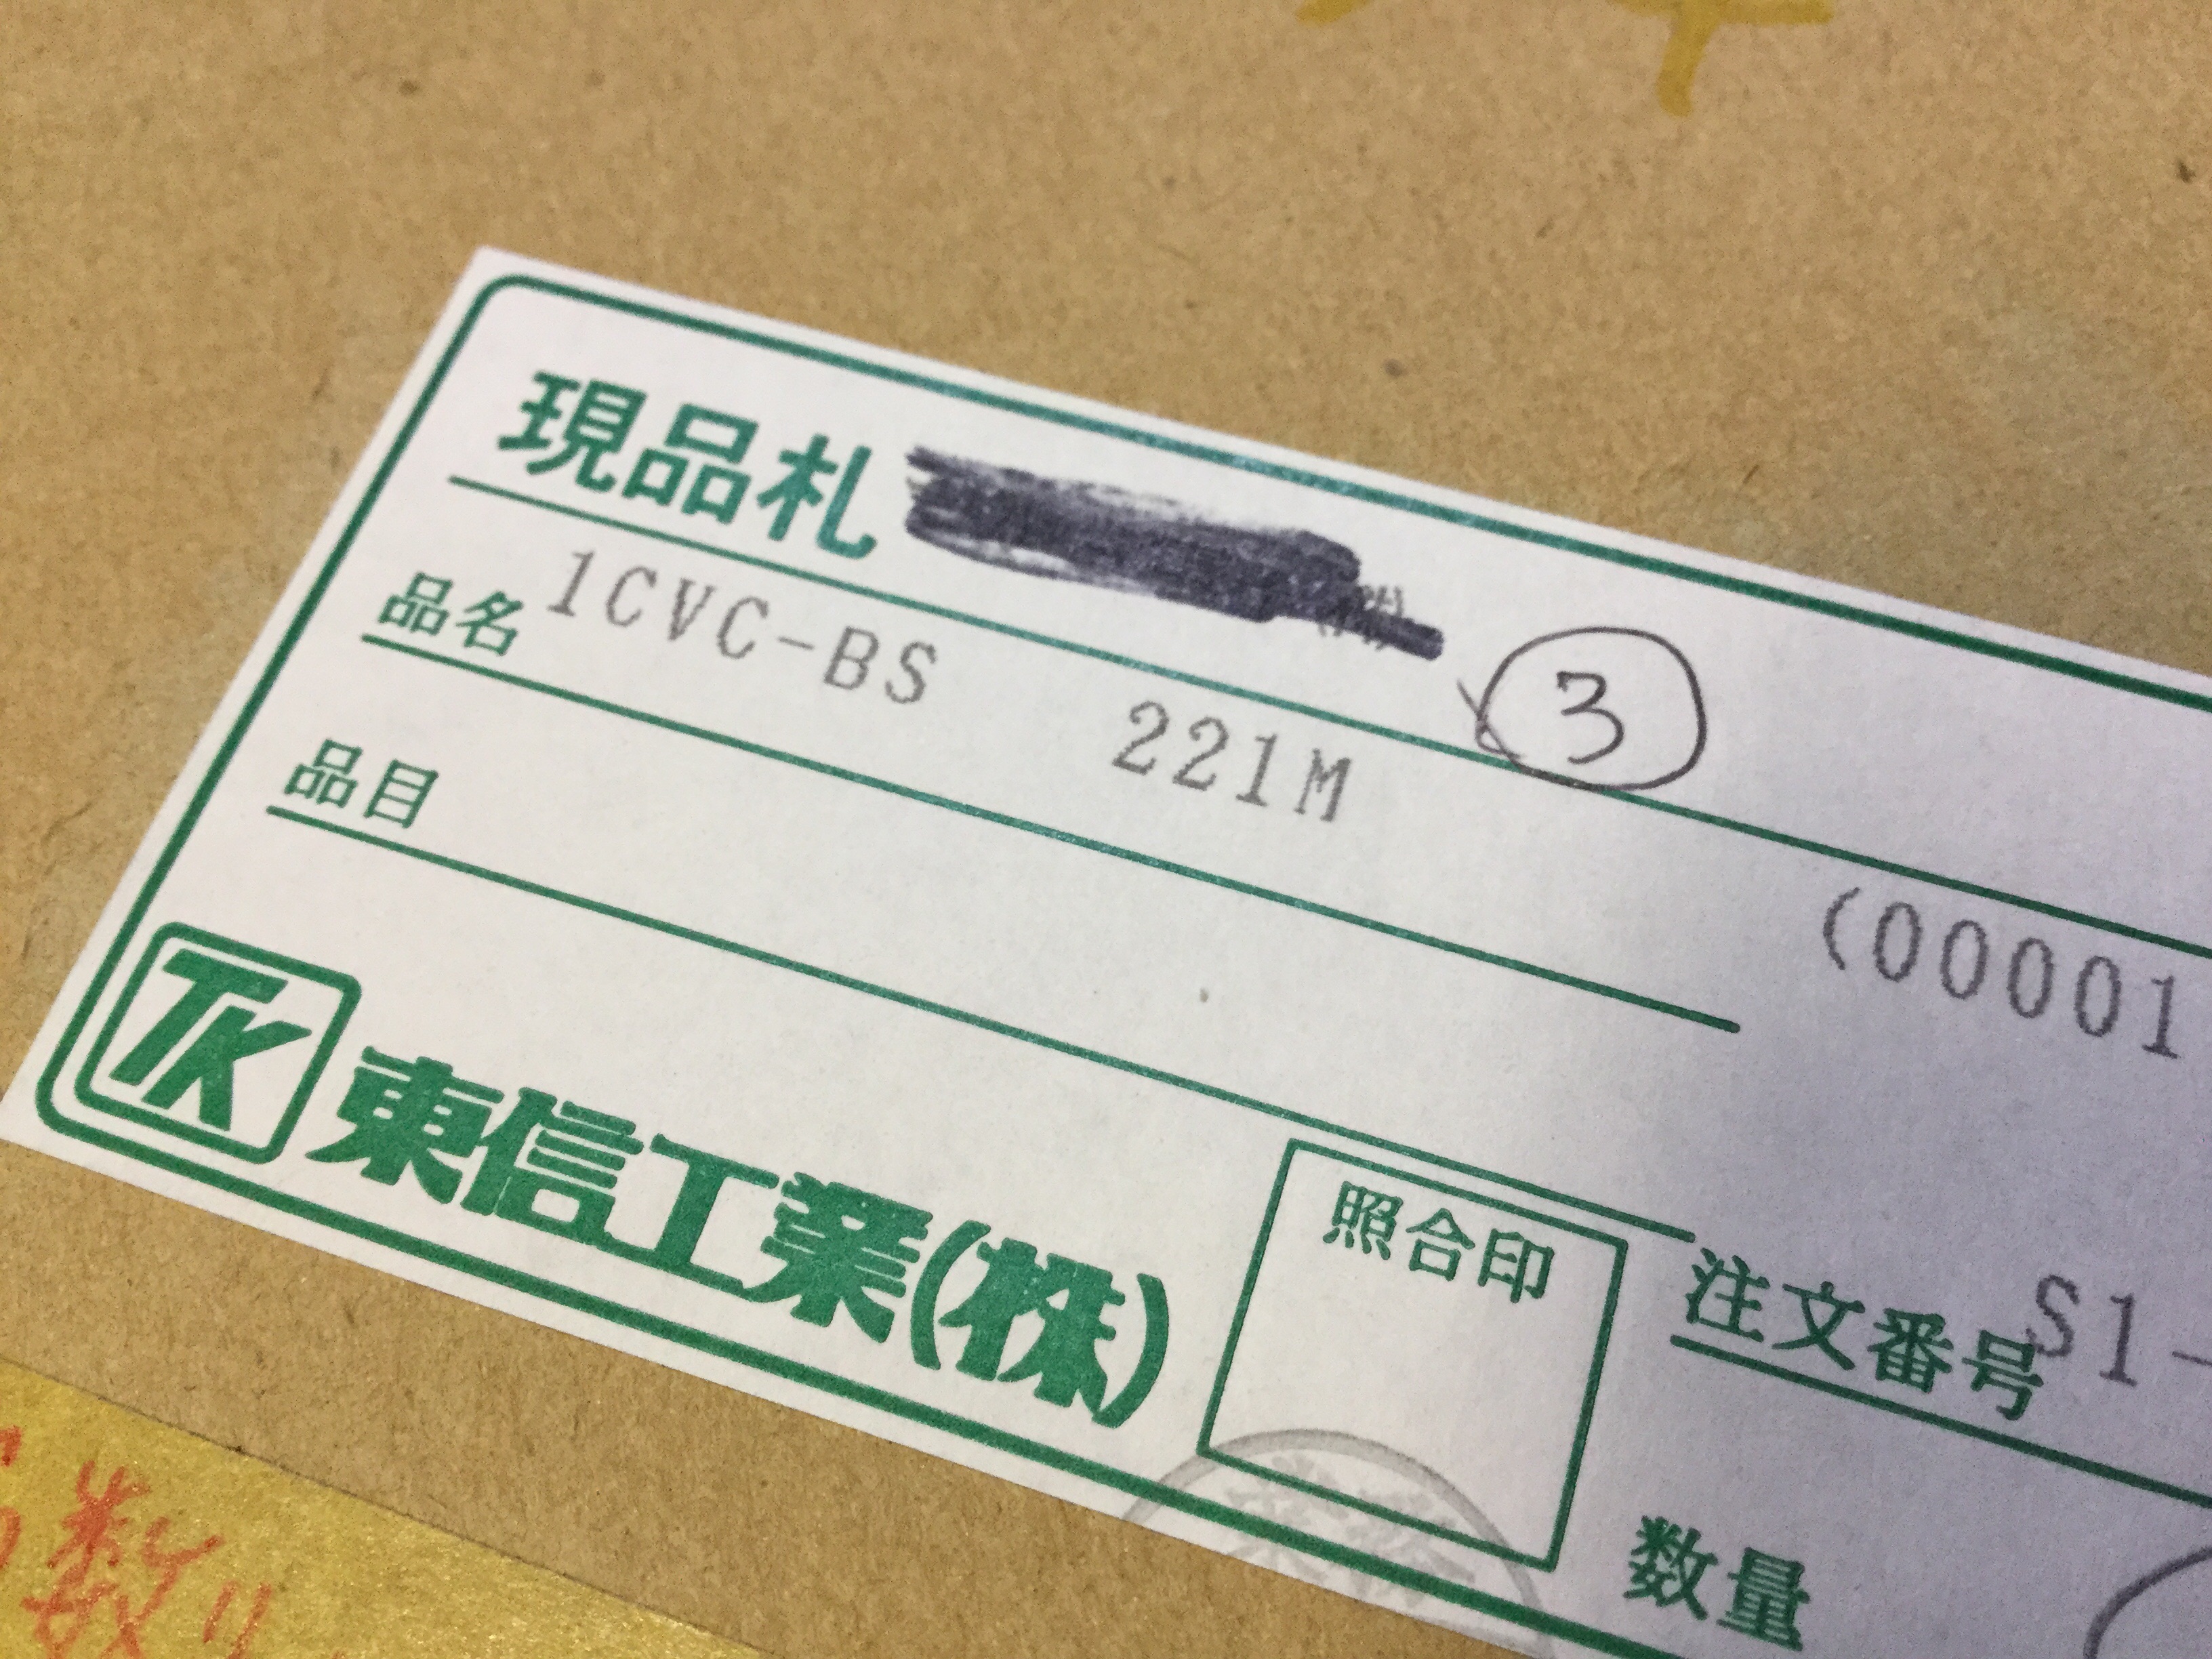 現品札
③
品名 1CVC-BS 221M
(00001
品目
TK 東信工業(株)
照合印
注文番号 S1-
数量